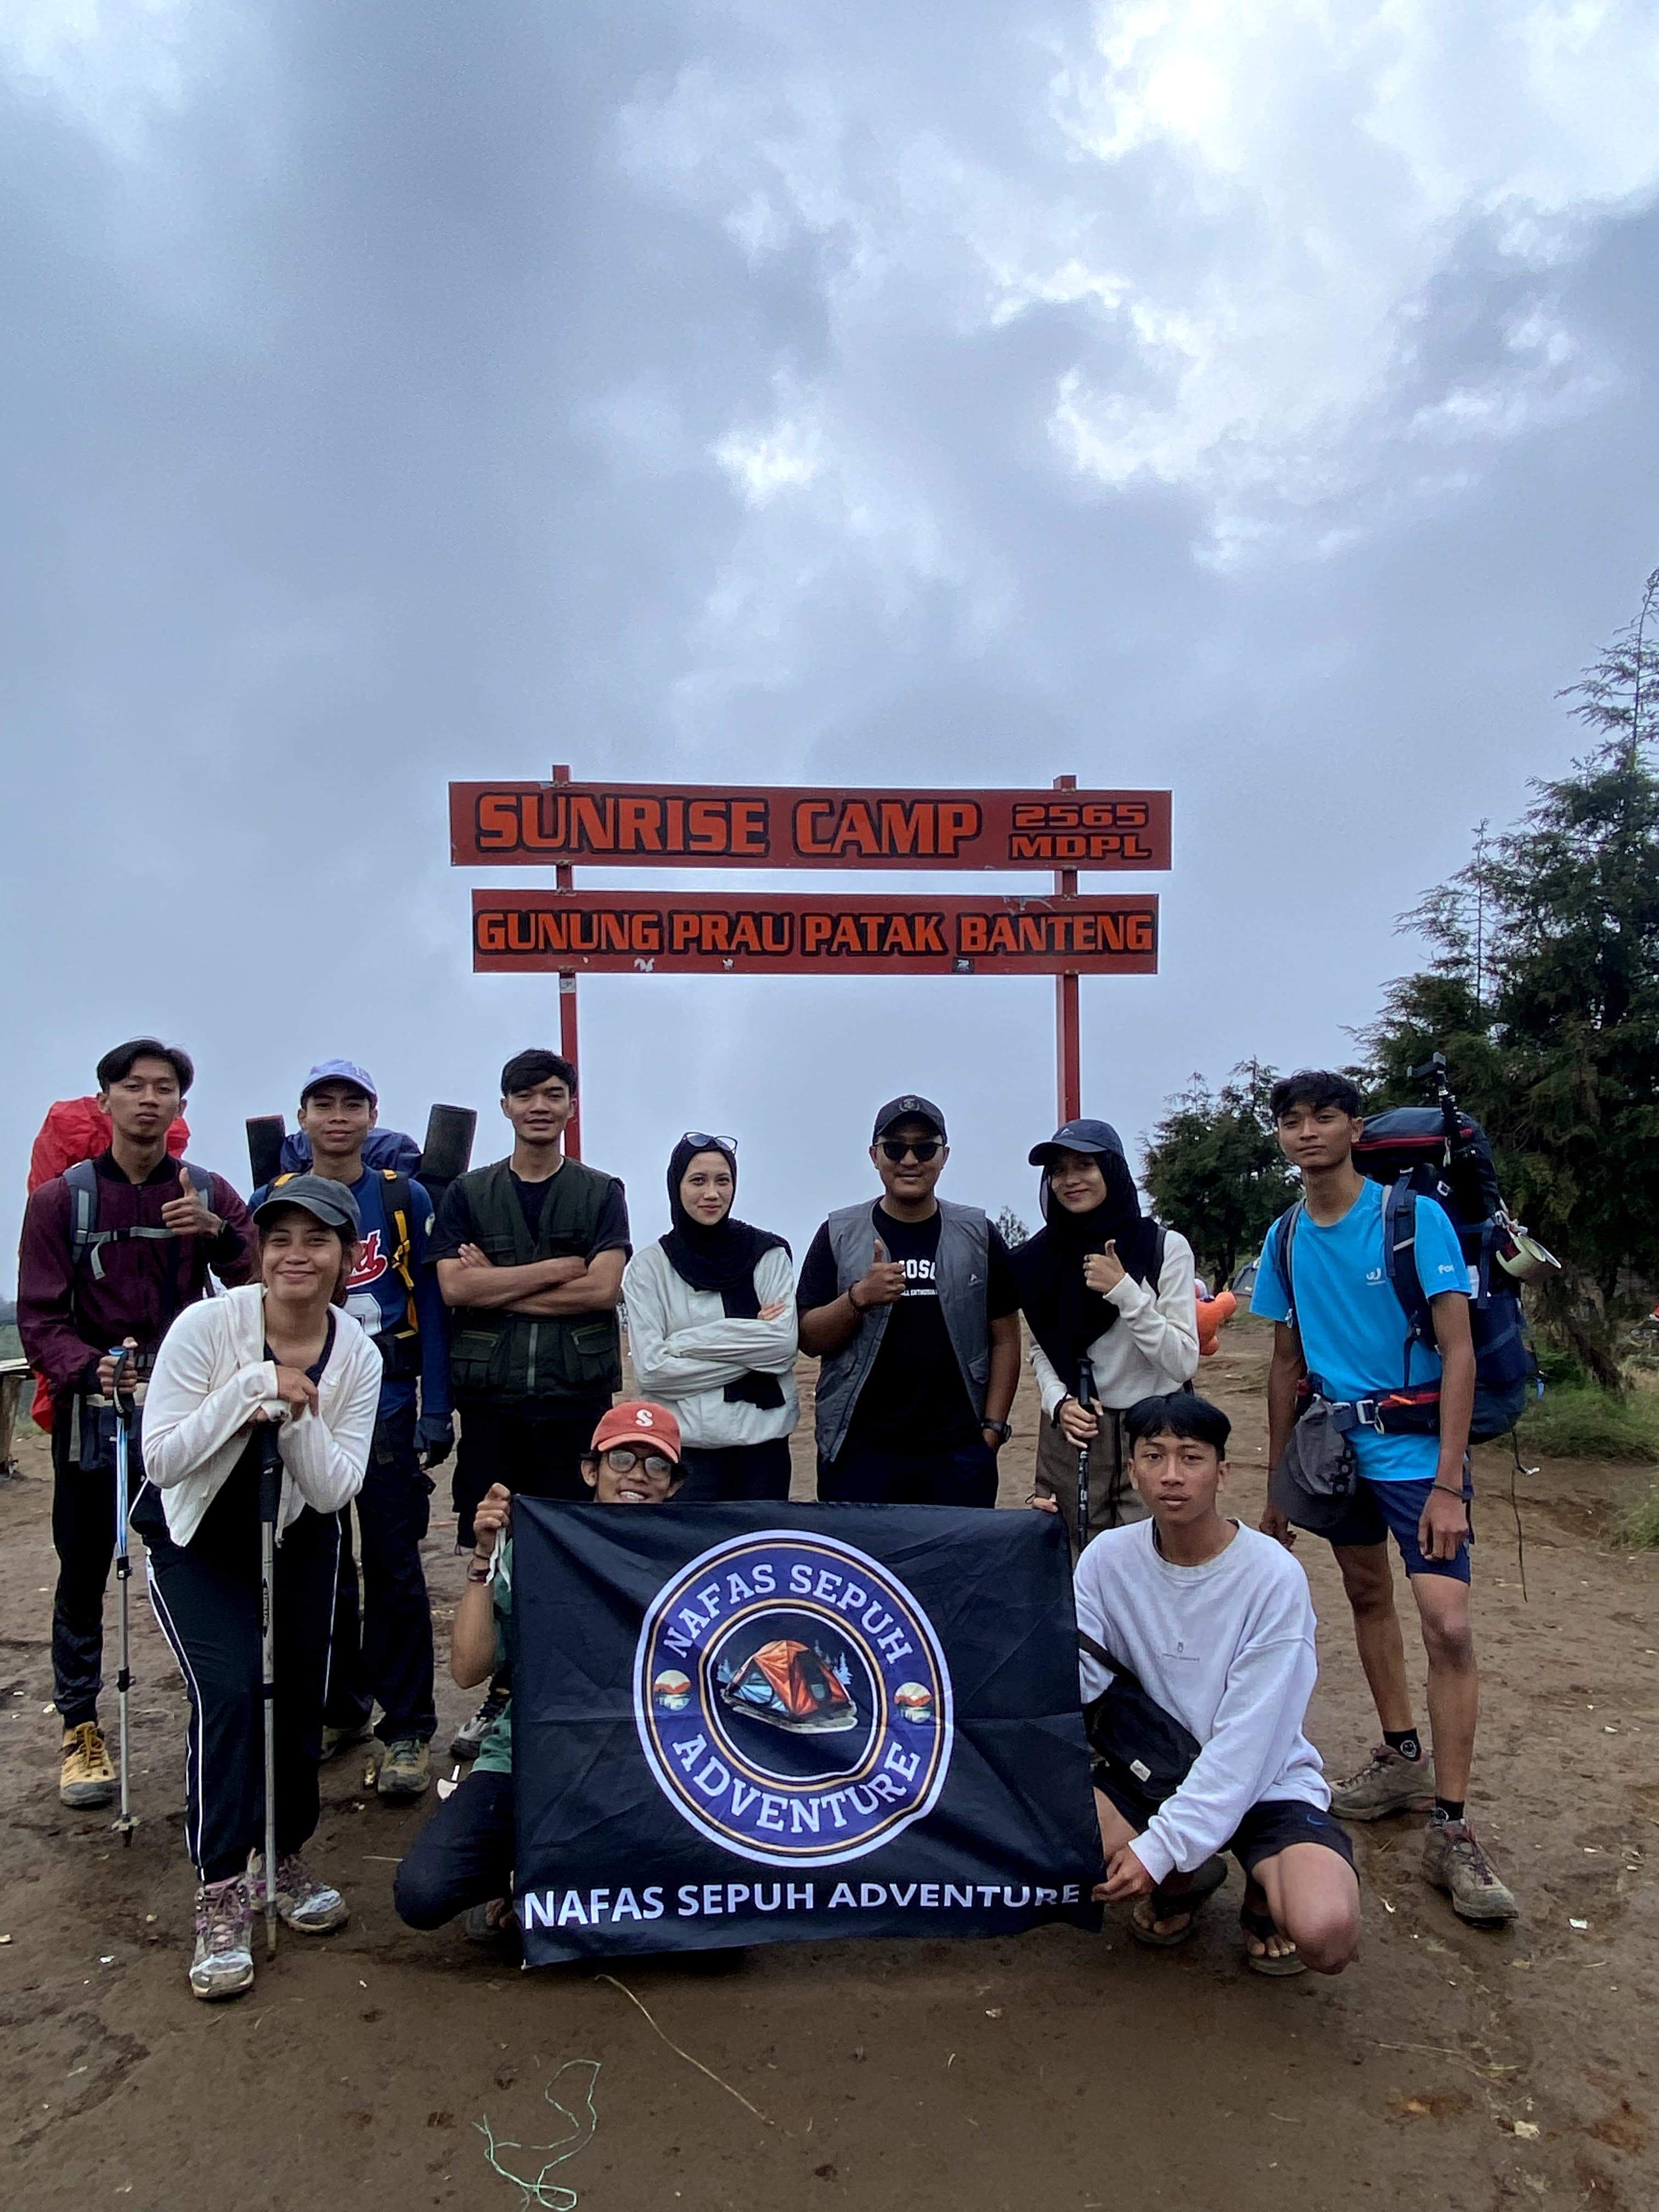 SUNRISE CAMP 2565 MDPL
GUNUNG PRAU PATAK BANTENG
S
NAFAS SEPUH
ADVENTURE
NAFAS SEPUH ADVENTURE